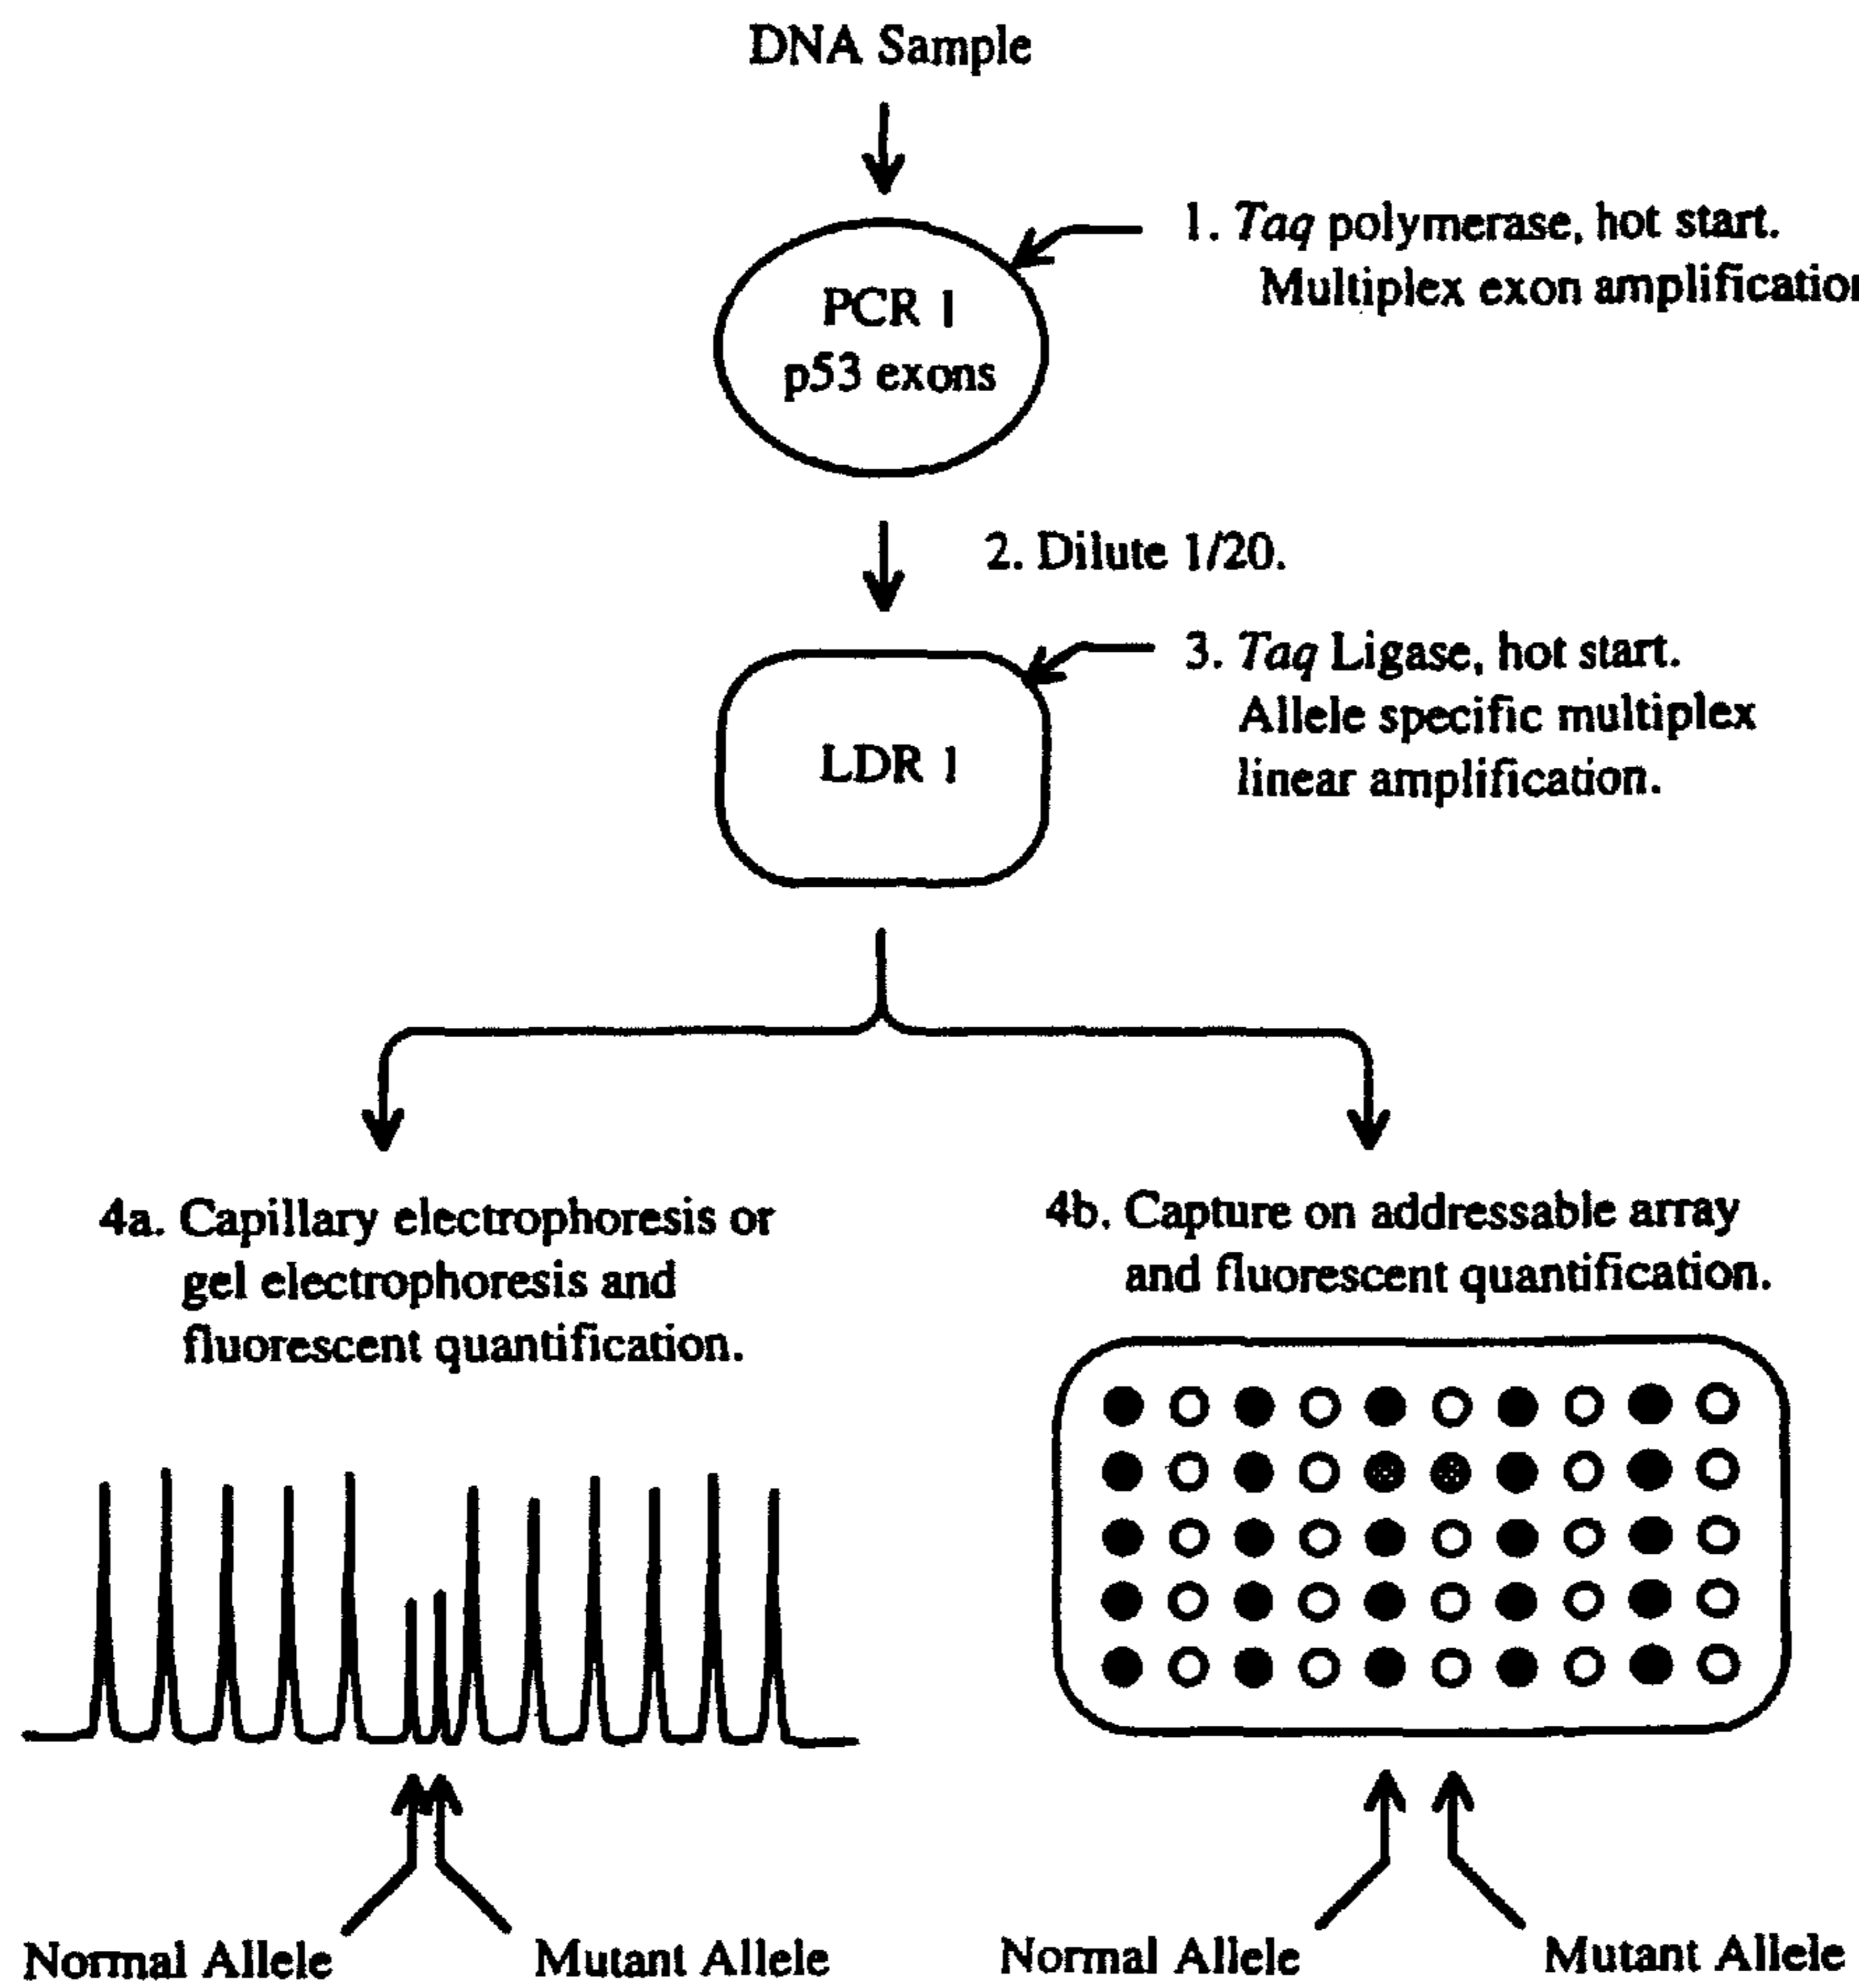 DNA Sample
1. Taq polymerase, hot start.
Multiplex exon amplification
PCR 1
p53 exons
2. Dilute 1/20.
3. Taq Ligase, hot start.
Allele specific multiplex
linear amplification.
LDR 1
4a. Capillary electrophoresis or
gel electrophoresis and
fluorescent quantification.
4b. Capture on addressable array
and fluorescent quantification.
Normal Allele
Mutant Allele
Normal Allele
Mutant Allele